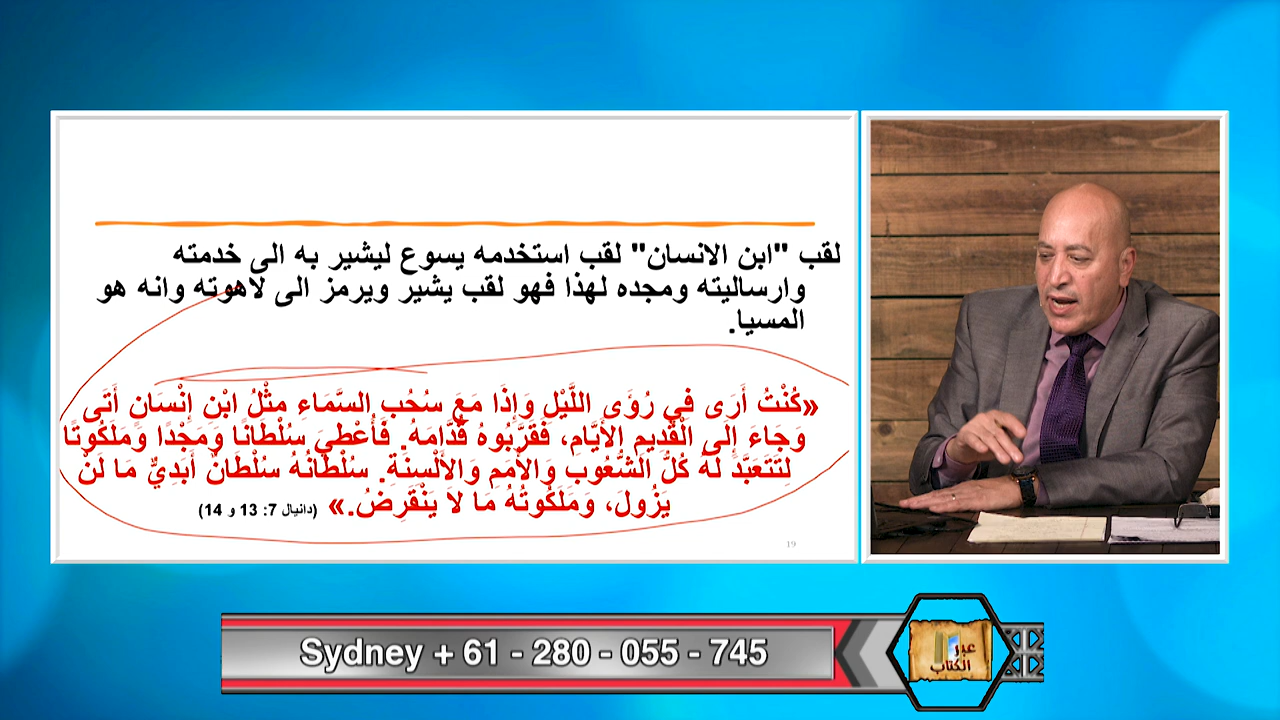 لقب "ابن الانسان" لقب استخدمه يسوع ليشير به الى خدمته
وارساليته ومجده لهذا فهو لقب يشير ويرمز الى لاهوته وانه هو
المسيا.
«كُنْتُ أَرَى فِي رُؤَى اللَّيْلِ وَإِذَا مَعَ سُحُبِ السَّمَاءِ مِثْلُ ابْنِ إِنْسَانٍ أَتَى
وَجَاءَ إِلَى الْقَدِيمِ الأَيَّامِ، فَقَرَّبُوهُ قُدَّامَهُ. فَأُعْطِيَ سُلْطَانًا وَمَجْدًا وَمَلَكُوتًا
لِتَتَعَبَّدَ لَهُ كُلُّ الشُّعُوبِ وَالأُمَمِ وَالأَلْسِنَةِ. سُلْطَانُهُ سُلْطَانٌ أَبَدِيٌّ مَا لَنْ
يَزُولَ، وَمَلَكُوتُهُ مَا لاَ يَنْقَرِضُ.» (دانيال 7: 13 و 14)
19
Sydney + 61 - 280 - 055 - 745
عبر
الكتاب